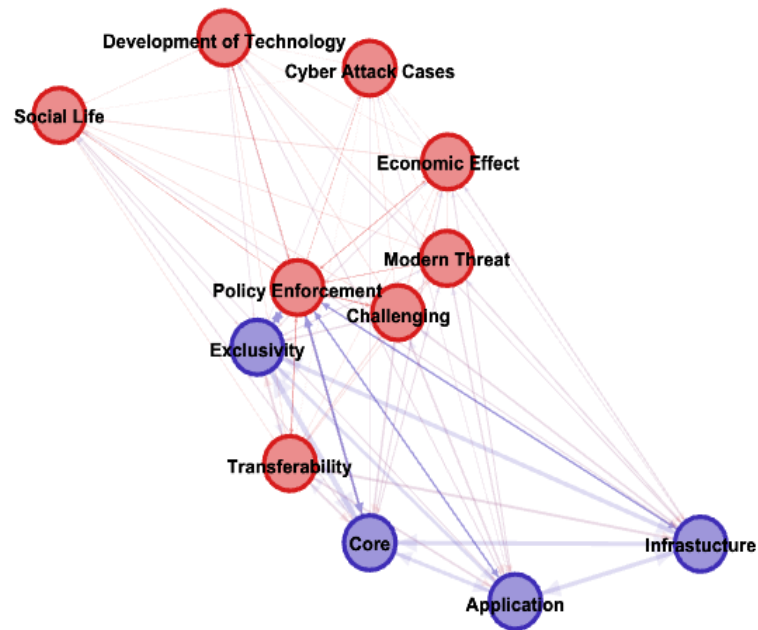 Development of Technology
Cyber Attack Cases
Social Life
Economic Effect
Modern Threat
Policy Enforcement
Challenging
Exclusivity
Transferability
Core
Infrastucture
Application